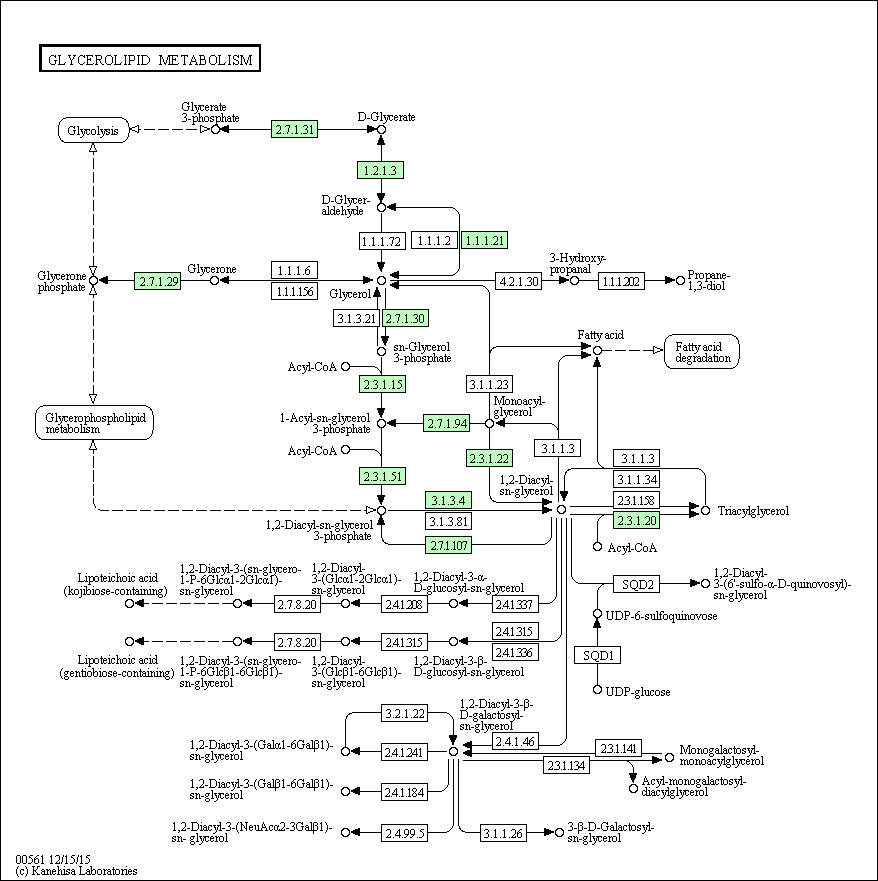 GLYCEROLIPID METABOLISM
Glycerate
3-phosphate
D-Glycerate
Glycolysis
2.7.1.31
1.2.1.3
D-Glycer-
aldehyde
1.1.1.72
1.1.1.2
1.1.1.21
Glycerone
phosphate
2.7.1.29
Glycerone
1.1.1.6
1.1.1.156
Glycerol
4.2.1.30
3-Hydroxy-
propanal
1.1.1.202
Propane-
1,3-diol
3.1.3.21
2.7.1.30
sn-Glycerol
3-phosphate
Fatty acid
Fatty acid
degradation
Acyl-CoA
2.3.1.15
3.1.1.23
Monoacyl-
glycerol
Glycerophospholipid
metabolism
1-Acyl-sn-glycerol
3-phosphate
2.7.1.94
Acyl-CoA
2.3.1.22
3.1.1.3
3.1.1.3
2.3.1.51
1,2-Diacyl-
sn-glycerol
3.1.1.34
2.3.1.158
3.1.3.4
1,2-Diacyl-sn-glycerol
3-phosphate
3.1.3.81
2.3.1.20
Triacylglycerol
2.7.1.107
Acyl-CoA
Lipoteichoic acid
(kojibiose-containing)
1,2-Diacyl-3-(sn-glycero-
1-P-6Glcα1-2Glcα1)-
sn-glycerol
1,2-Diacyl-
3-(Glcα1-2Glcα1)-
sn-glycerol
1,2-Diacyl-3-α-
D-glucosyl-sn-glycerol
SQD2
1,2-Diacyl-
3-(6'-sulfo-α-D-quinovosyl)-
sn-glycerol
2.7.8.20
2.4.1.208
2.4.1.337
UDP-6-sulfoquinovose
2.7.8.20
2.4.1.315
2.4.1.315
2.4.1.336
Lipoteichoic acid
(gentiobiose-containing)
1,2-Diacyl-3-(sn-glycero-
1-P-6Glcβ1-6Glcβ1)-
sn-glycerol
1,2-Diacyl-
3-(Glcβ1-6Glcβ1)-
sn-glycerol
1,2-Diacyl-3-β-
D-glucosyl-sn-glycerol
SQD1
UDP-glucose
3.2.1.22
1,2-Diacyl-3-β-
D-galactosyl-
sn-glycerol
2.4.1.46
1,2-Diacyl-3-(Galα1-6Galβ1)-
sn-glycerol
2.4.1.241
2.3.1.141
Monogalactosyl-
monoacylglycerol
2.3.1.134
1,2-Diacyl-3-(Galβ1-6Galβ1)-
sn-glycerol
2.4.1.184
Acyl-monogalactosyl-
diacylglycerol
1,2-Diacyl-3-(NeuAcα2-3Galβ1)-
sn- glycerol
2.4.99.5
3.1.1.26
3-β-D-Galactosyl-
sn-glycerol
00561 12/15/15
(c) Kanehisa Laboratories